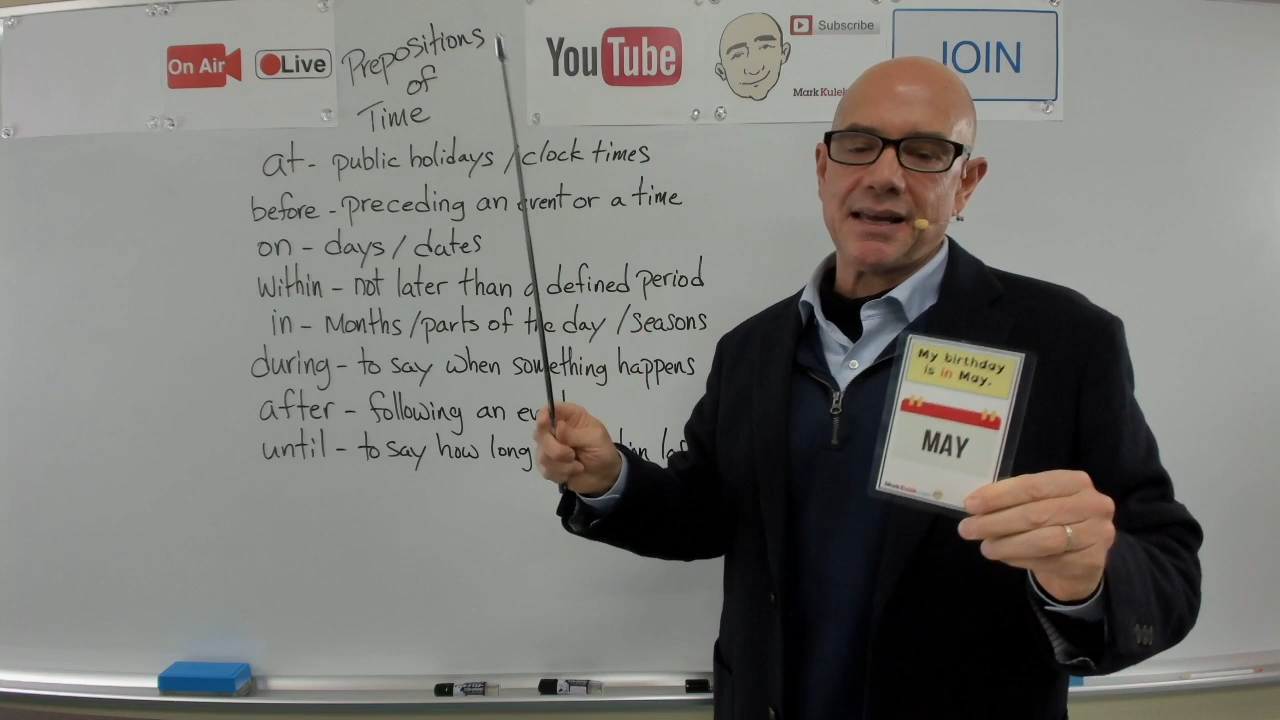 On Air
Live
Prepositions
of
Time
YouTube
Subscribe
Mark Kulek
JOIN
at - public holidays / clock times
before - preceding an event or a time
on - days / dates
within - not later than a defined period
in - Months / parts of the day / seasons
during - to say when something happens
after - following an
until - to say how long
My birthday
is in May.
MAY